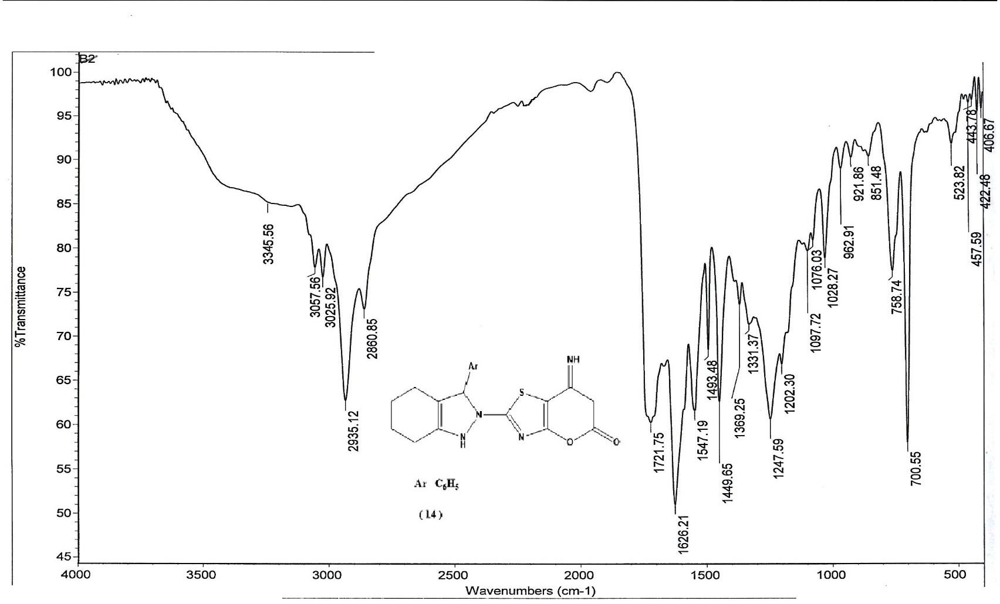 B2
100
95
90
85
80
75
70
65
60
55
50
45
%Transmittance
3345.56
3057.56
3025.92
2935.12
2860.85
1721.75
1626.21
1547.19
1493.48
1449.65
1369.25
1331.37
1247.59
1202.30
1097.72
1076.03
1028.27
962.91
921.86
851.48
758.74
700.55
523.82
457.59
443.78
422.48
406.67
Ar
NH
S
N
N
N
H
O
O
Ar C₆H₅
(14)
4000 3500 3000 2500 2000 1500 1000 500
Wavenumbers (cm-1)